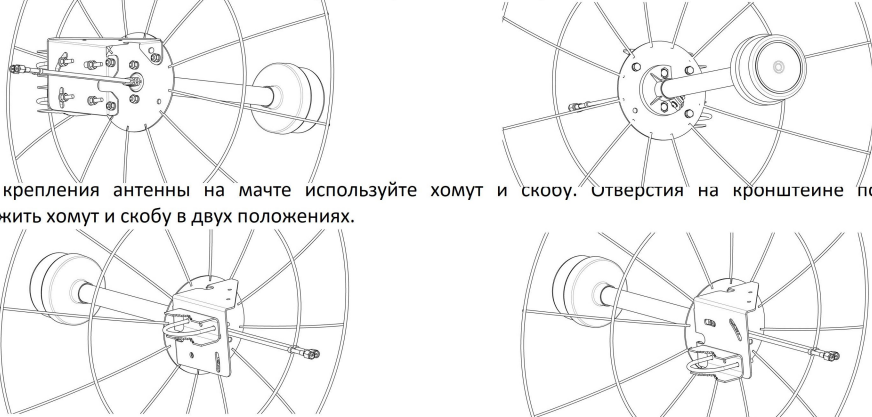 крепления антенны на мачте используйте хомут и скобу. Отверстия на кронштейне по
жить хомут и скобу в двух положениях.